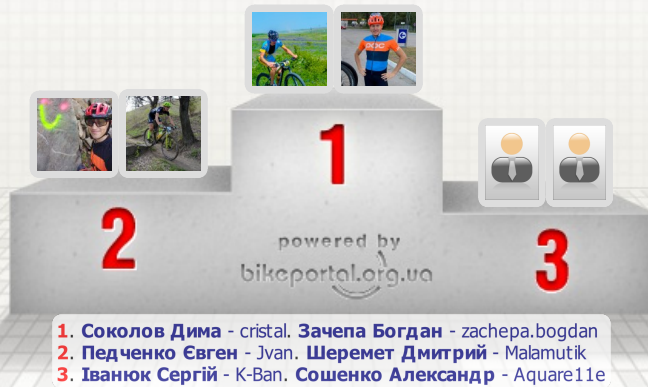 1
2
3
powered by
bikeportal.org.ua
1. Соколов Дима - cristal. Зачепа Богдан - zachepa.bogdan
2. Педченко Євген - Jvan. Шеремет Дмитрий - Malamutik
3. Іванюк Сергій - K-Ban. Сошенко Александр - Aquare11e